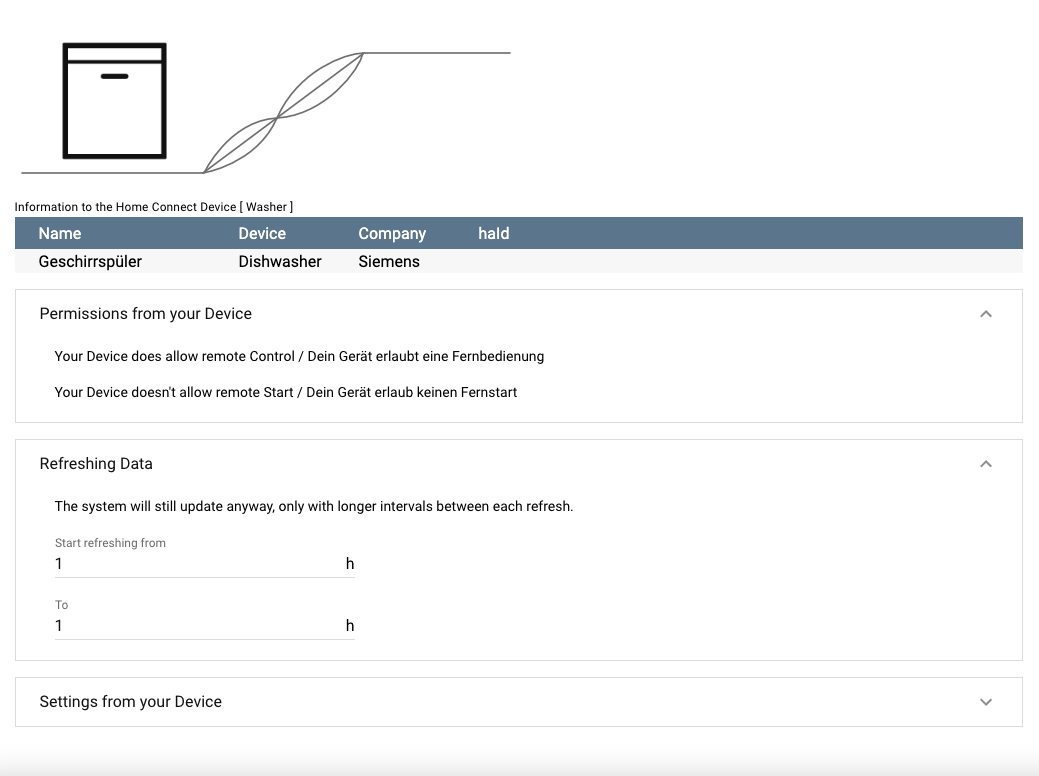 Information to the Home Connect Device [ Washer ]
Name Device Company haId
Geschirrspüler Dishwasher Siemens
Permissions from your Device
Your Device does allow remote Control / Dein Gerät erlaubt eine Fernbedienung
Your Device doesn't allow remote Start / Dein Gerät erlaub keinen Fernstart
Refreshing Data
The system will still update anyway, only with longer intervals between each refresh.
Start refreshing from
1 h
To
1 h
Settings from your Device